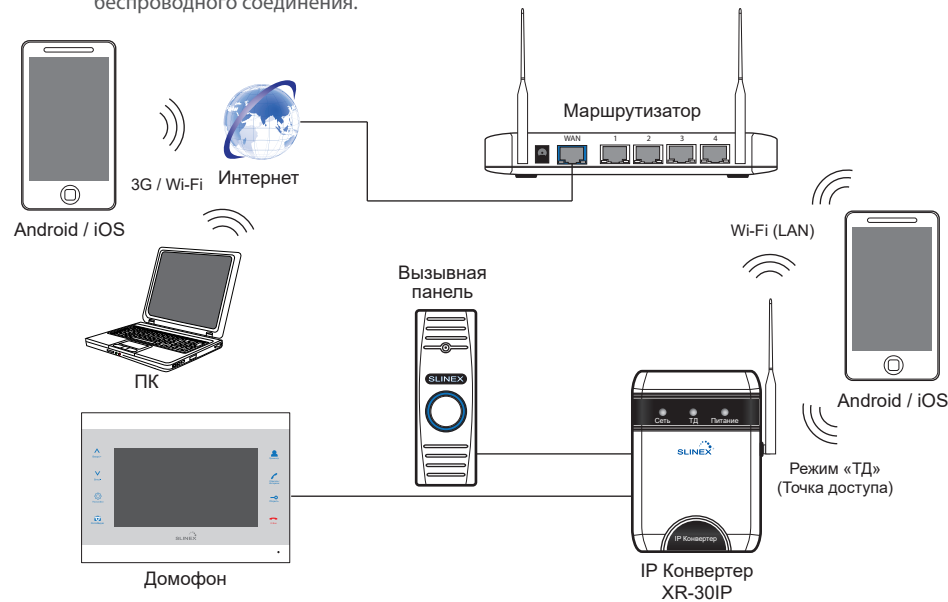 беспроводного соединения.
Маршрутизатор
WAN
1
2
3
4
3G / Wi-Fi
Интернет
Android / iOS
Wi-Fi (LAN)
Вызывная
панель
SLINEX
ПК
Android / iOS
Сеть
ТД
Питание
SLINEX
Режим «ТД»
(Точка доступа)
SLINEX
IP Конвертер
Домофон
IP Конвертер
XR-30IP